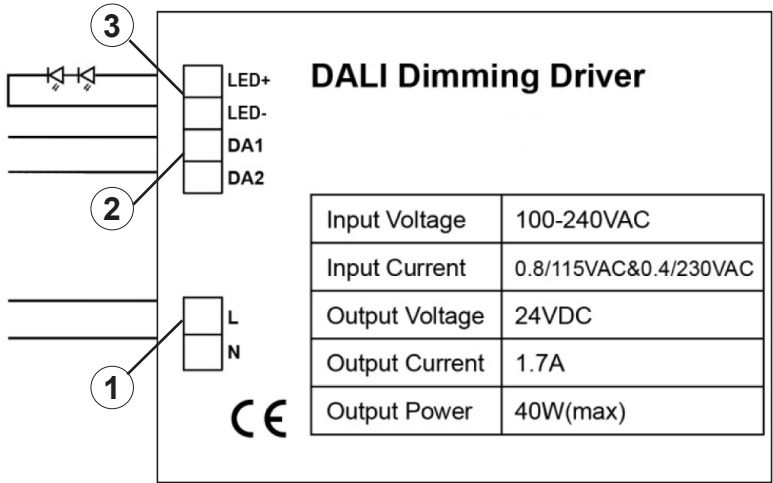 3
LED+
LED-
DA1
DA2
2
L
N
1
CE
DALI Dimming Driver
Input Voltage 100-240VAC
Input Current 0.8/115VAC&0.4/230VAC
Output Voltage 24VDC
Output Current 1.7A
Output Power 40W(max)